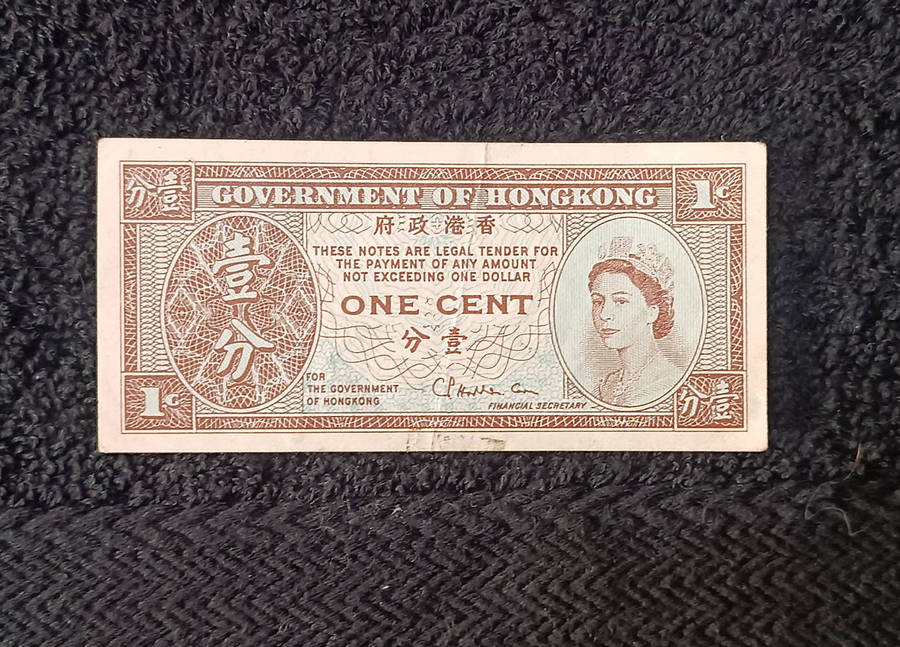 分壹
GOVERNMENT OF HONGKONG
1c
府政港香
THESE NOTES ARE LEGAL TENDER FOR
THE PAYMENT OF ANY AMOUNT
NOT EXCEEDING ONE DOLLAR
壹
分
ONE CENT
分壹
FOR
THE GOVERNMENT
OF HONGKONG
FINANCIAL SECRETARY
1c
分壹